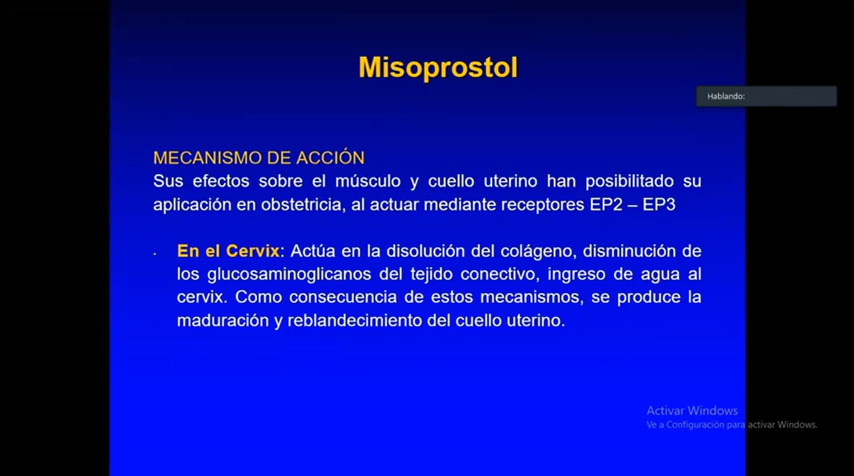 Misoprostol
Hablando:
MECANISMO DE ACCIÓN
Sus efectos sobre el músculo y cuello uterino han posibilitado su
aplicación en obstetricia, al actuar mediante receptores EP2 – EP3
En el Cervix: Actúa en la disolución del colágeno, disminución de
los glucosaminoglicanos del tejido conectivo, ingreso de agua al
cervix. Como consecuencia de estos mecanismos, se produce la
maduración y reblandecimiento del cuello uterino.
Activar Windows
Ve a Configuración para activar Windows.